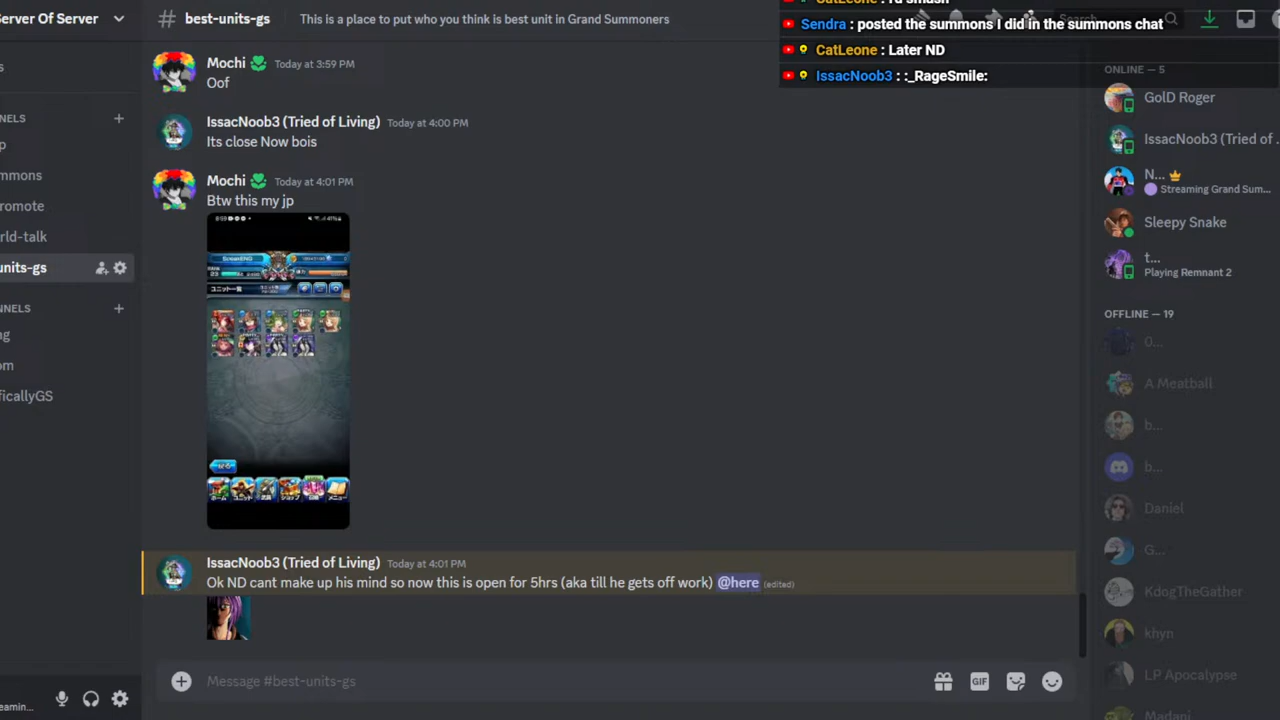 Server Of Server
# best-units-gs
This is a place to put who you think is best unit in Grand Summoners
Sendra : posted the summons I did in the summons chat
CatLeone : Later ND
IssacNoob3 : :_RageSmile:
NELS
p
mmons
romote
rld-talk
units-gs
NNELS
ng
om
ficallyGS
Mochi Today at 3:59 PM
Oof
IssacNoob3 (Tried of Living) Today at 4:00 PM
Its close Now bois
Mochi Today at 4:01 PM
Btw this my jp
IssacNoob3 (Tried of Living) Today at 4:01 PM
Ok ND cant make up his mind so now this is open for 5hrs (aka till he gets off work) @here (edited)
Message #best-units-gs
GIF
ONLINE — 5
GolD Roger
IssacNoob3 (Tried of .
N...
Streaming Grand Sum...
Sleepy Snake
t...
Playing Remnant 2
OFFLINE — 19
0...
A Meatball
b...
b...
Daniel
G...
KdogTheGather
khyn
LP Apocalypse
Madani